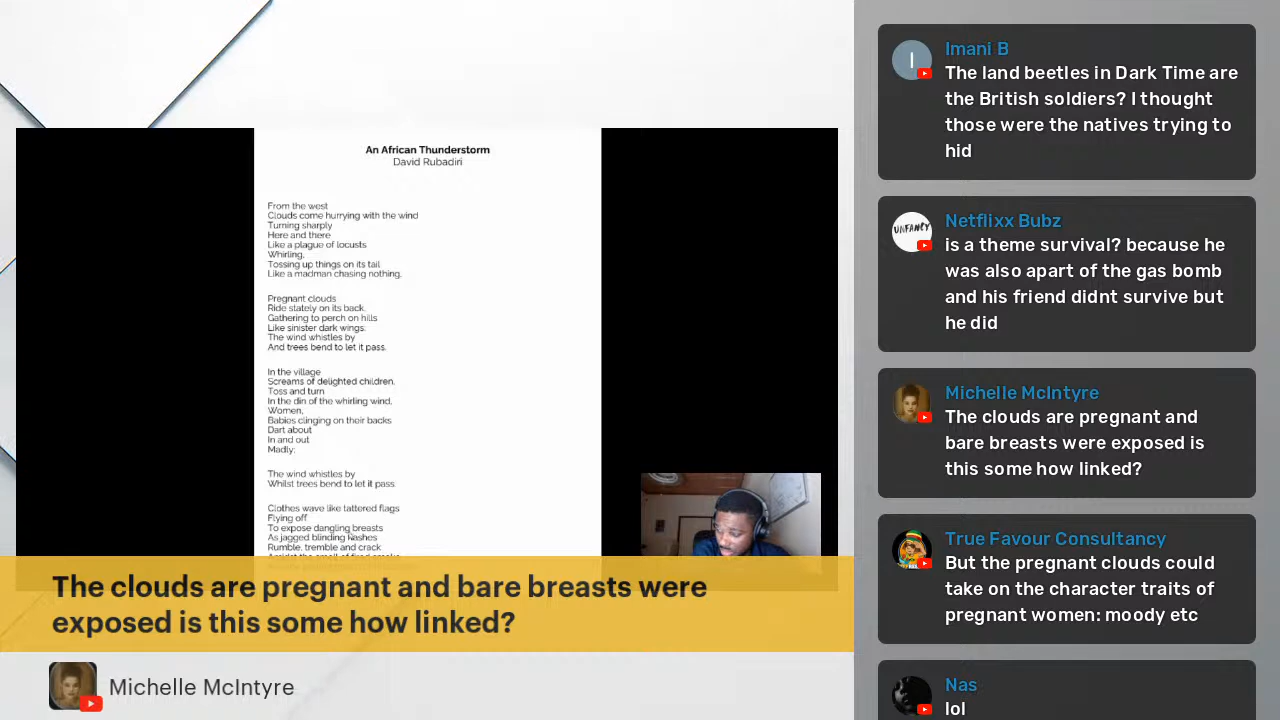 An African Thunderstorm
David Rubadiri
From the west
Clouds come hurrying with the wind
Turning sharply
Here and there
Like a plague of locusts
Whirling,
Tossing up things on its tail
Like a madman chasing nothing.
Pregnant clouds
Ride stately on its back,
Gathering to perch on hills
Like sinister dark wings;
The wind whistles by
And trees bend to let it pass.
In the village
Screams of delighted children,
Toss and turn
In the din of the whirling wind,
Women,
Babies clinging on their backs
Dart about
In and out
Madly;
The wind whistles by
Whilst trees bend to let it pass.
Clothes wave like tattered flags
Flying off
To expose dangling breasts
As jagged blinding flashes
Rumble, tremble and crack
The clouds are pregnant and bare breasts were
exposed is this some how linked?
Michelle McIntyre
I
Imani B
The land beetles in Dark Time are
the British soldiers? I thought
those were the natives trying to
hid
UNFANCY
Netflixx Bubz
is a theme survival? because he
was also apart of the gas bomb
and his friend didnt survive but
he did
Michelle McIntyre
The clouds are pregnant and
bare breasts were exposed is
this some how linked?
True Favour Consultancy
But the pregnant clouds could
take on the character traits of
pregnant women: moody etc
Nas
lol